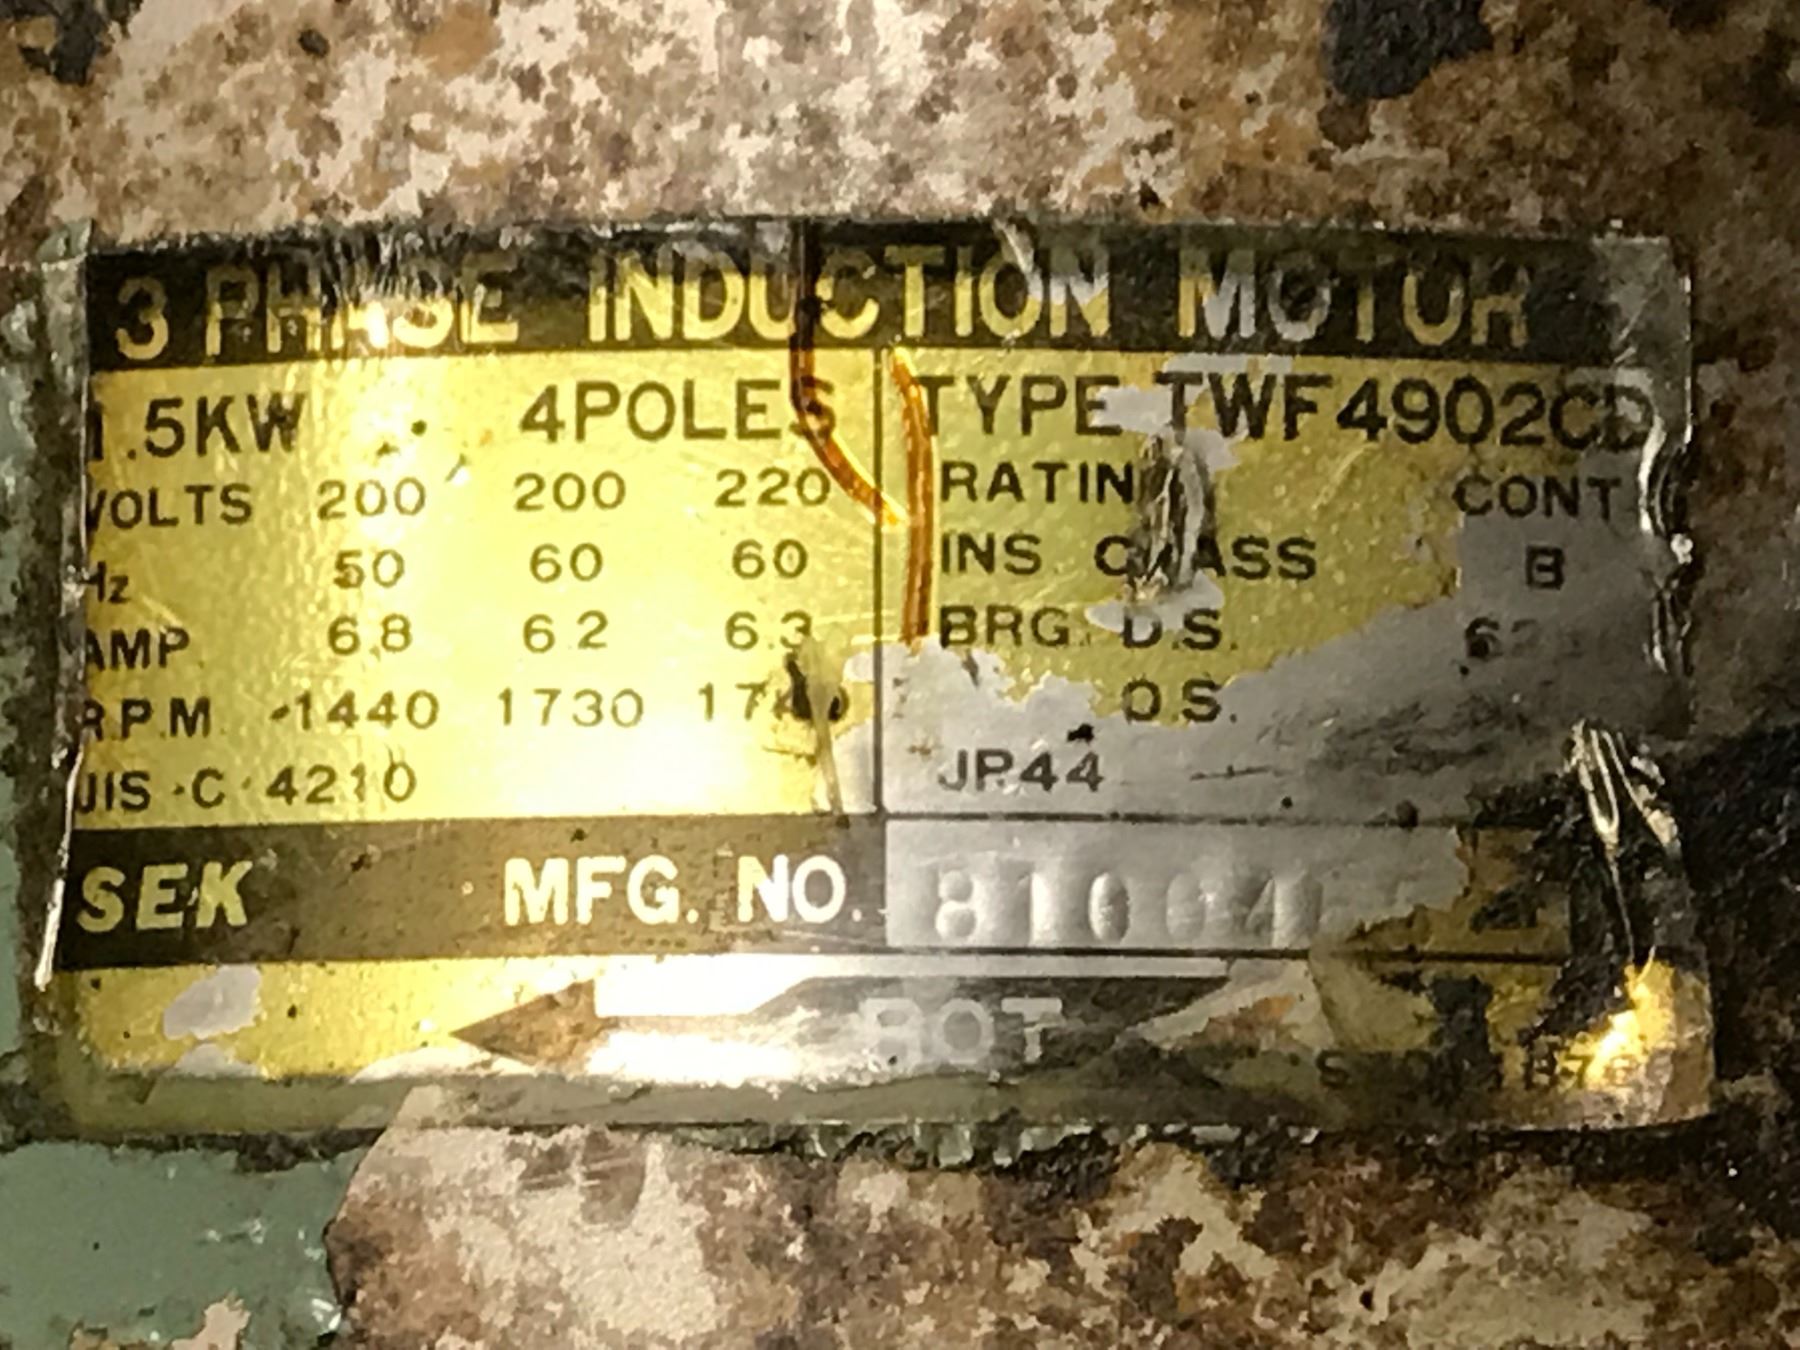 3 PHASE INDUCTION MOTOR
1.5KW 4POLES
VOLTS 200 200 220
Hz 50 60 60
AMP 6.8 6.2 6.3
R.P.M. 1440 1730
JIS C 4210
TYPE TWF4902CD
RATING CONT
INS. CLASS B
BRG. D.S.
O.S.
JP44
SEK MFG. NO.
ROT